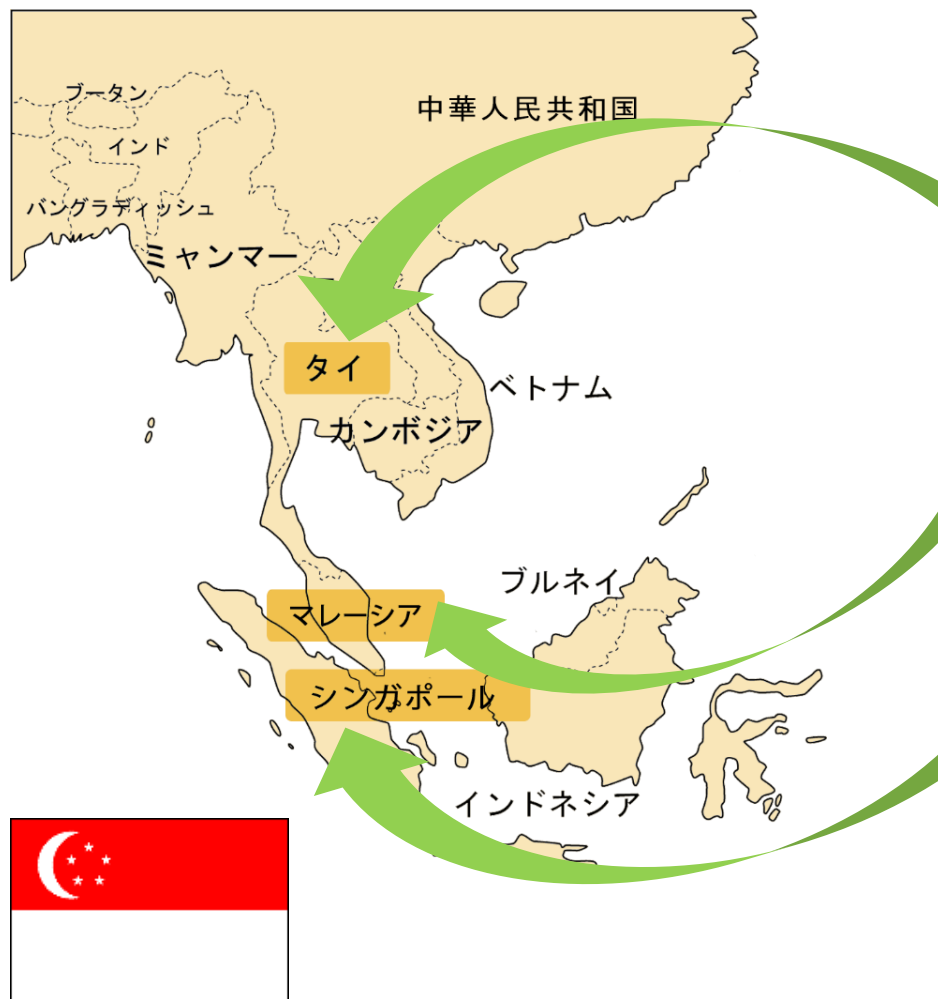 ブータン
中華人民共和国
インド
バングラディッシュ
ミャンマー
タイ
ベトナム
カンボジア
ブルネイ
マレーシア
シンガポール
インドネシア